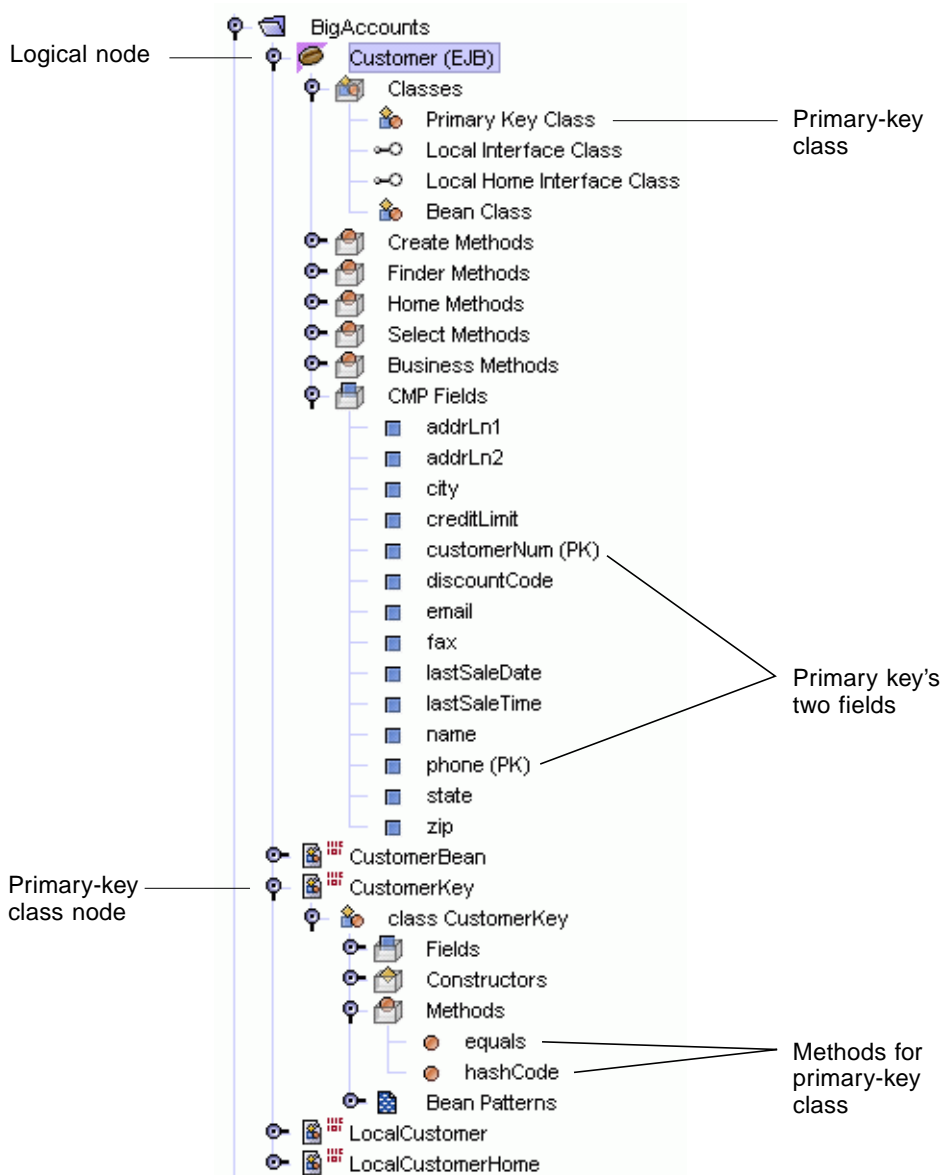 BigAccounts
Logical node
Customer (EJB)
Classes
Primary Key Class
Primary-key
class
Local Interface Class
Local Home Interface Class
Bean Class
Create Methods
Finder Methods
Home Methods
Select Methods
Business Methods
CMP Fields
addrLn1
addrLn2
city
creditLimit
customerNum (PK)
discountCode
email
fax
lastSaleDate
lastSaleTime
Primary key's
two fields
name
phone (PK)
state
zip
CustomerBean
Primary-key
class node
CustomerKey
class CustomerKey
Fields
Constructors
Methods
equals
hashCode
Methods for
primary-key
class
Bean Patterns
LocalCustomer
LocalCustomerHome